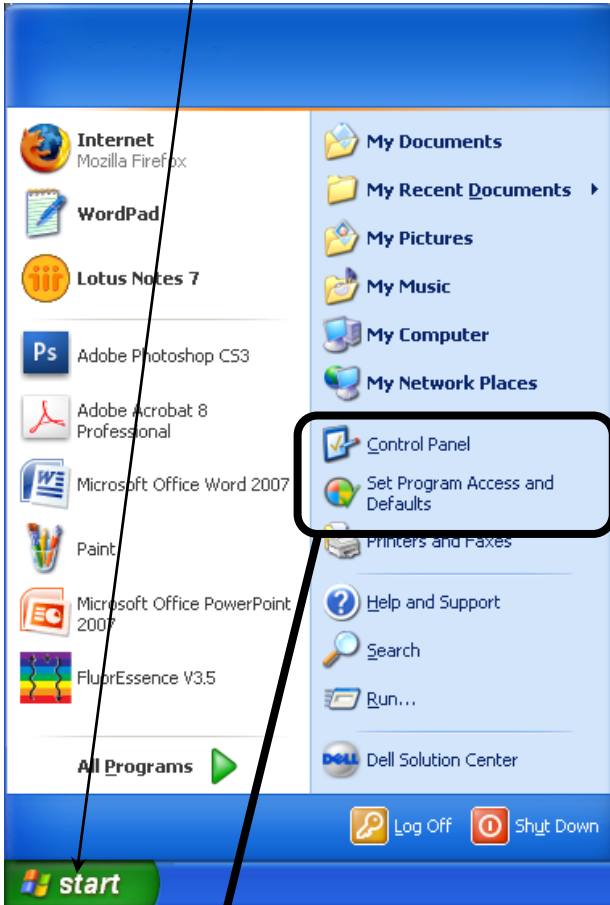 Internet
Mozilla Firefox
WordPad
Lotus Notes 7
Ps
Adobe Photoshop CS3
Adobe Acrobat 8
Professional
Microsoft Office Word 2007
Paint
Microsoft Office PowerPoint
2007
FluorEssence V3.5
All Programs
My Documents
My Recent Documents
My Pictures
My Music
My Computer
My Network Places
Control Panel
Set Program Access and
Defaults
Printers and Faxes
Help and Support
Search
Run...
DELL
Dell Solution Center
Log Off
Shut Down
start